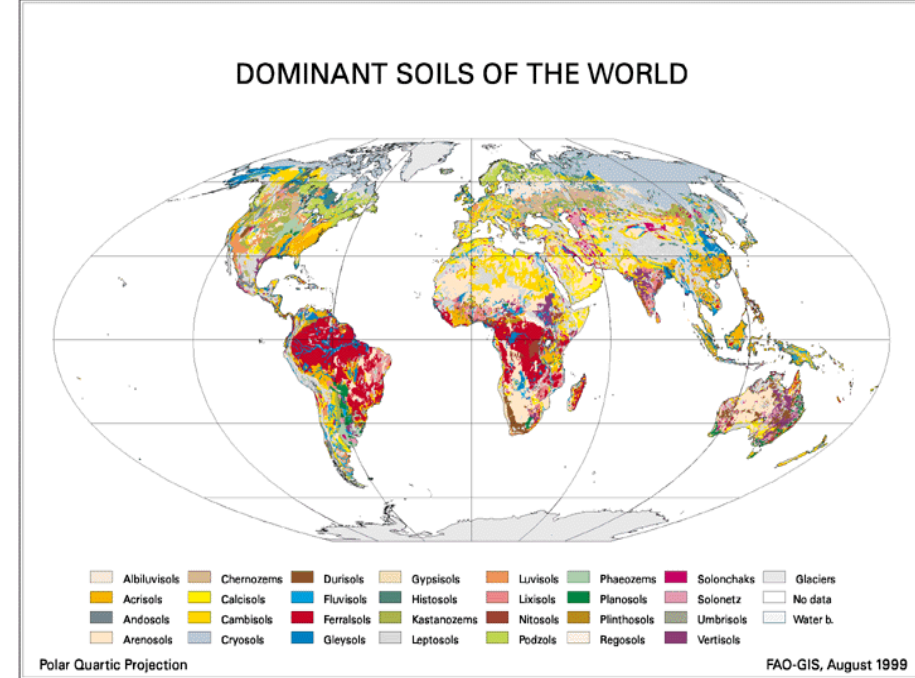 DOMINANT SOILS OF THE WORLD
Albiluvisols Chernozems Durisols Gypsisols Luvisols Phaeozems Solonchaks Glaciers
Acrisols Calcisols Fluvisols Histosols Lixisols Planosols Solonetz No data
Andosols Cambisols Ferralsols Kastanozems Nitosols Plinthosols Umbrisols Water b.
Arenosols Cryosols Gleysols Leptosols Podzols Regosols Vertisols
Polar Quartic Projection FAO-GIS, August 1999